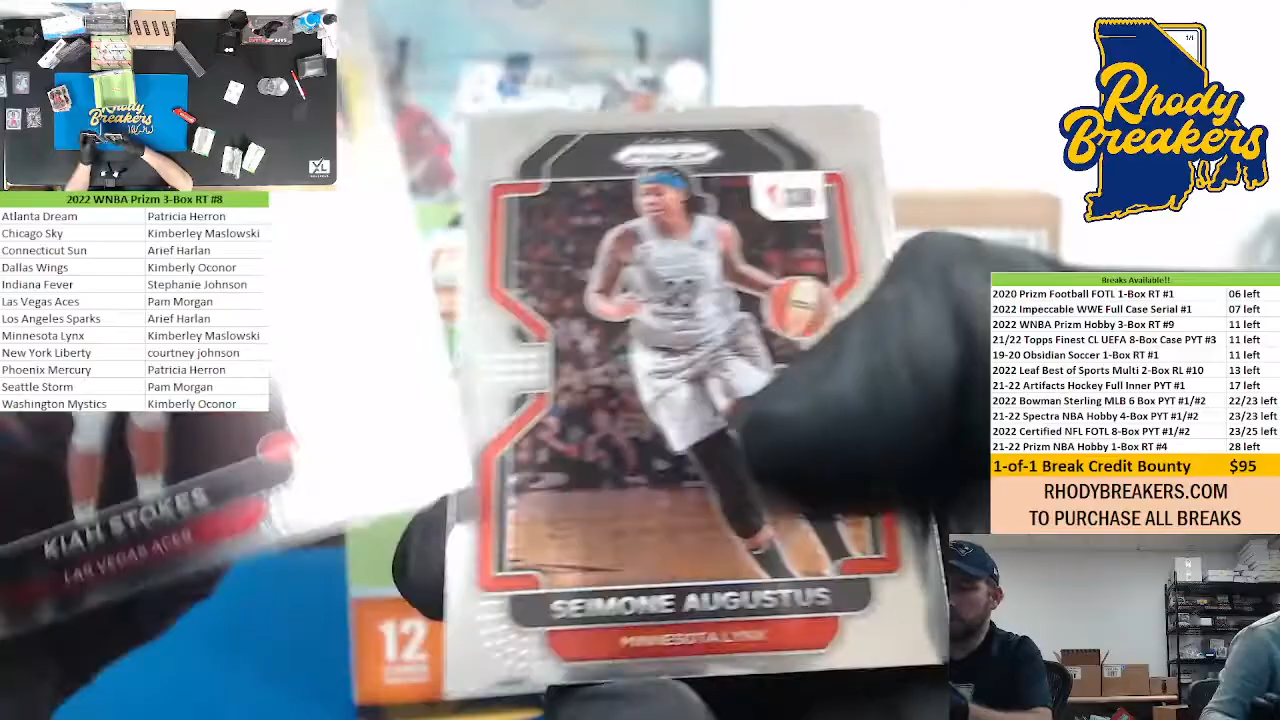 Rhody
Breakers
XL
2022 WNBA Prizm 3-Box RT #8
Atlanta Dream Patricia Herron
Chicago Sky Kimberley Maslowski
Connecticut Sun Arief Harlan
Dallas Wings Kimberly Oconor
Indiana Fever Stephanie Johnson
Las Vegas Aces Pam Morgan
Los Angeles Sparks Arief Harlan
Minnesota Lynx Kimberley Maslowski
New York Liberty courtney johnson
Phoenix Mercury Patricia Herron
Seattle Storm Pam Morgan
Washington Mystics Kimberly Oconor
KIAH STOKES
LAS VEGAS ACES
PRIZM
SEIMONE AUGUSTUS
MINNESOTA LYNX
12
1/1
Rhody
Breakers
Breaks Available!!
2020 Prizm Football FOTL 1-Box RT #1 06 left
2022 Impeccable WWE Full Case Serial #1 07 left
2022 WNBA Prizm Hobby 3-Box RT #9 11 left
21/22 Topps Finest CL UEFA 8-Box Case PYT #3 11 left
19-20 Obsidian Soccer 1-Box RT #1 11 left
2022 Leaf Best of Sports Multi 2-Box RL #10 13 left
21-22 Artifacts Hockey Full Inner PYT #1 17 left
2022 Bowman Sterling MLB 6 Box PYT #1/#2 22/23 left
21-22 Spectra NBA Hobby 4-Box PYT #1/#2 23/23 left
2022 Certified NFL FOTL 8-Box PYT #1/#2 23/25 left
21-22 Prizm NBA Hobby 1-Box RT #4 28 left
1-of-1 Break Credit Bounty $95
RHODYBREAKERS.COM
TO PURCHASE ALL BREAKS